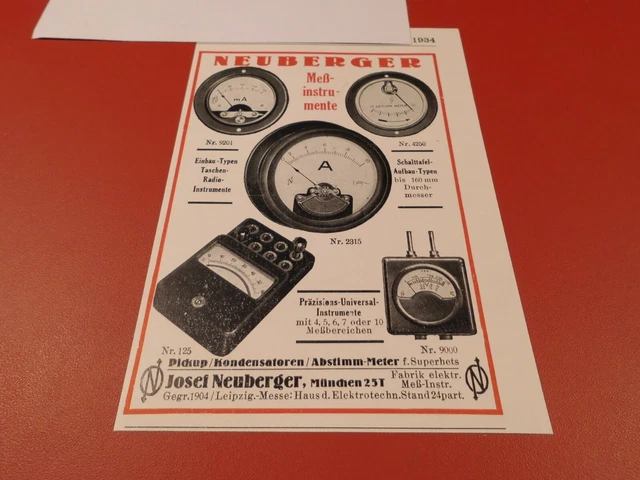 1934
NEUBERGER
Meß-
instru-
mente
mA
A
Nr. 9201
Nr. 4250
Einbau-Typen
Taschen-
Radio-
Instrumente
Schalttafel-
Aufbau-Typen
bis 160 mm
Durch-
messer
Nr. 2315
Präzisions-Universal-
Instrumente
mit 4, 5, 6, 7 oder 10
Meßbereichen
Nr. 125
Nr. 9000
Pickup/Kondensatoren/Abstimm-Meter f. Superhets
Josef Neuberger, München 25T
Fabrik elektr.
Meß-Instr.
Gegr. 1904 / Leipzig.-Messe: Haus d. Elektrotechn. Stand 24 part.